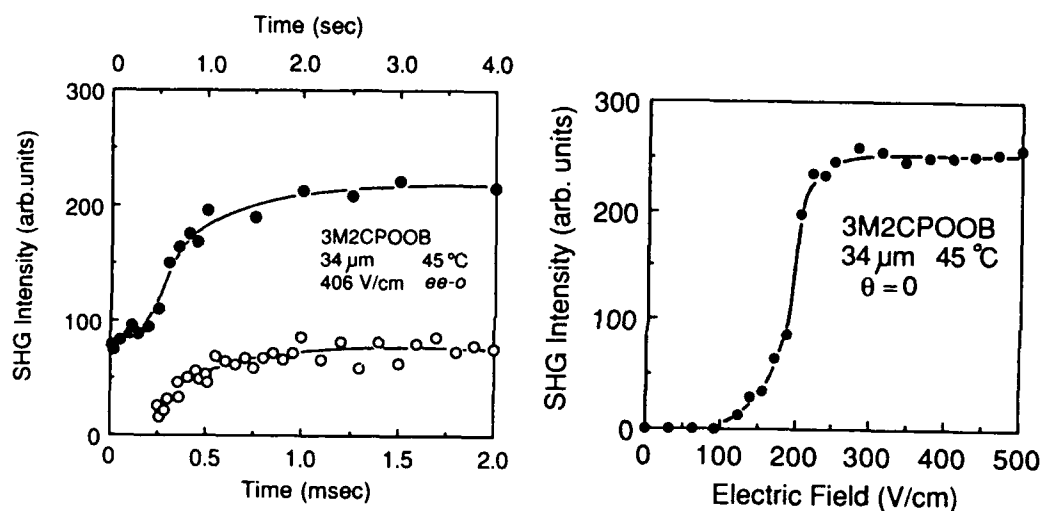 Time (sec)
0 1.0 2.0 3.0 4.0
300
200
100
0
SHG Intensity (arb.units)
3M2CPOOB
34 µm 45 °C
406 V/cm ee-o
0 0.5 1.0 1.5 2.0
Time (msec)
300
200
100
0
SHG Intensity (arb. units)
3M2CPOOB
34 µm 45 °C
θ = 0
0 100 200 300 400 500
Electric Field (V/cm)